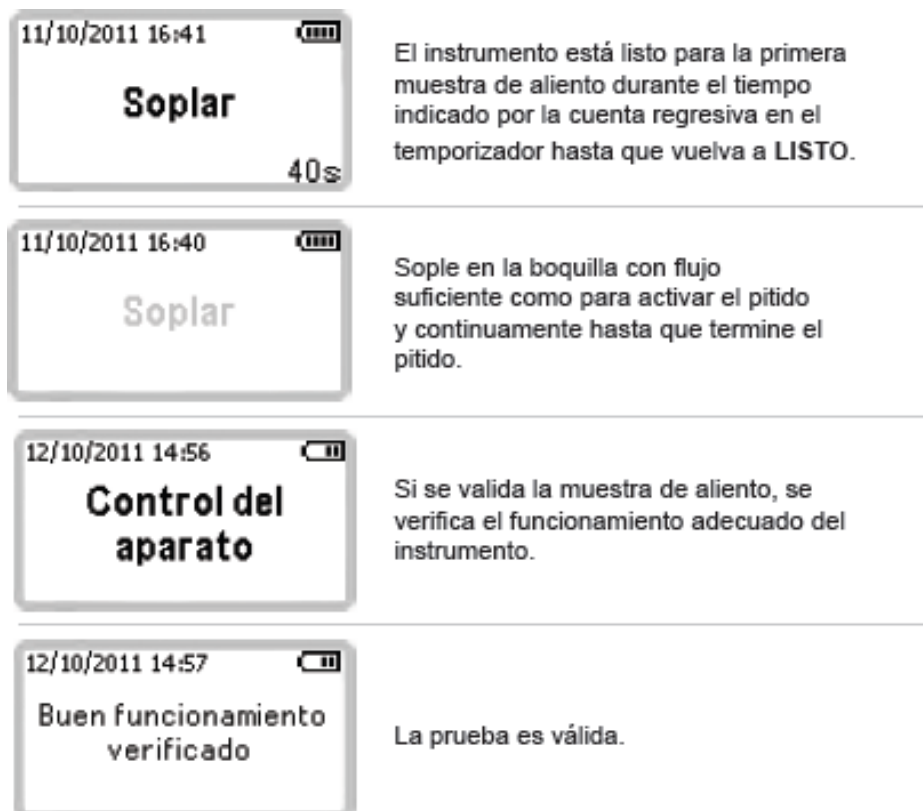 11/10/2011 16:41
Soplar
40s
El instrumento está listo para la primera
muestra de aliento durante el tiempo
indicado por la cuenta regresiva en el
temporizador hasta que vuelva a LISTO.
11/10/2011 16:40
Soplar
Sople en la boquilla con flujo
suficiente como para activar el pitido
y continuamente hasta que termine el
pitido.
12/10/2011 14:56
Control del
aparato
Si se valida la muestra de aliento, se
verifica el funcionamiento adecuado del
instrumento.
12/10/2011 14:57
Buen funcionamiento
verificado
La prueba es válida.